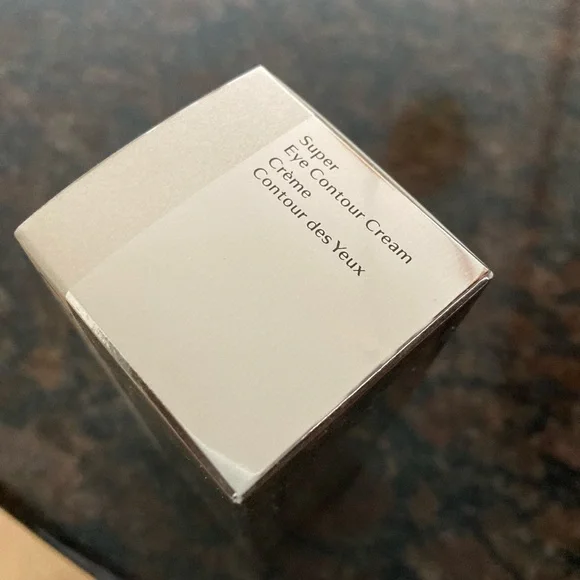 Super
Eye Contour Cream
Crème
Contour des Yeux